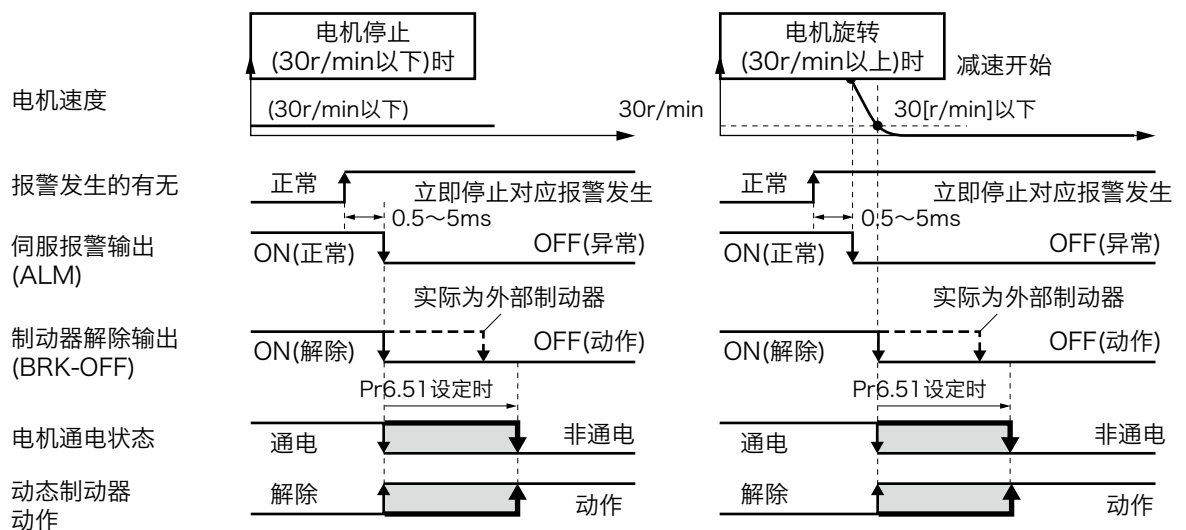 电机停止
(30r/min以下)时
电机旋转
(30r/min以上)时
减速开始
电机速度
(30r/min以下)
30r/min
30[r/min]以下
报警发生的有无
正常
立即停止对应报警发生
正常
立即停止对应报警发生
0.5～5ms
0.5～5ms
伺服报警输出
(ALM)
ON(正常)
OFF(异常)
ON(正常)
OFF(异常)
实际为外部制动器
实际为外部制动器
制动器解除输出
(BRK-OFF)
ON(解除)
OFF(动作)
ON(解除)
OFF(动作)
Pr6.51设定时
Pr6.51设定时
电机通电状态
通电
非通电
通电
非通电
动态制动器
动作
解除
动作
解除
动作